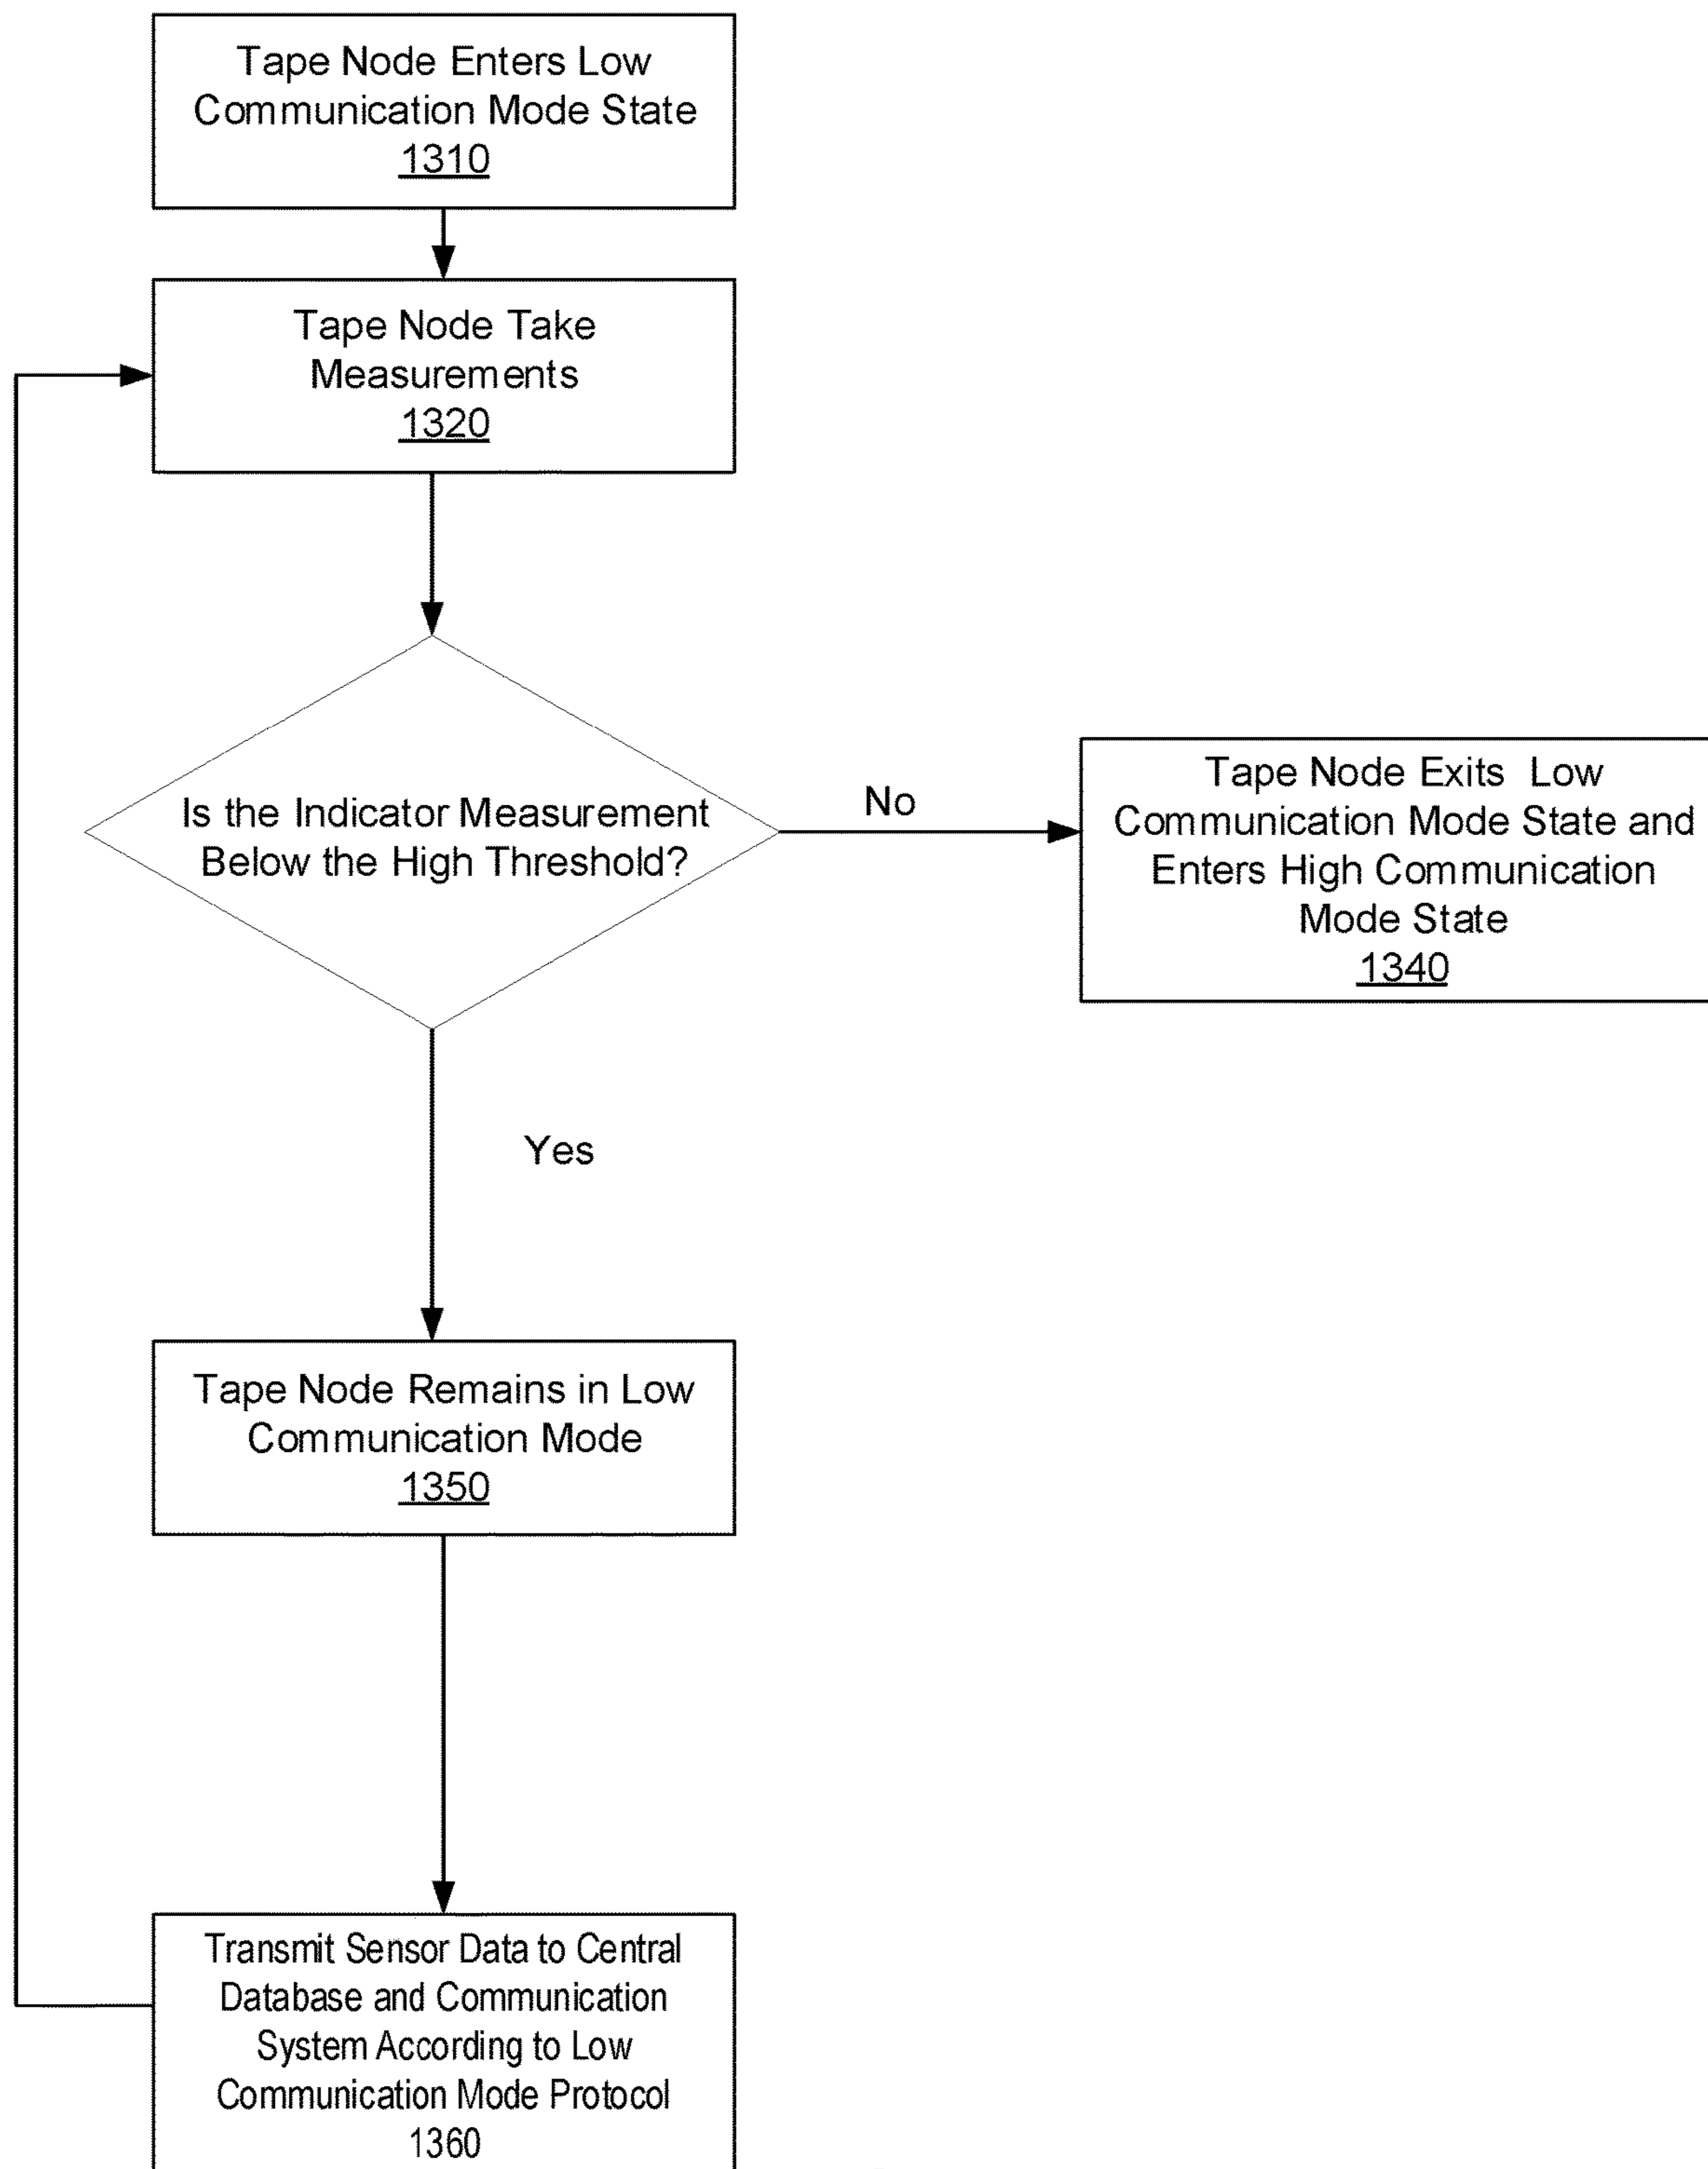 Tape Node Enters Low
Communication Mode State
1310
Tape Node Take
Measurements
1320
Is the Indicator Measurement
Below the High Threshold?
No
Tape Node Exits Low
Communication Mode State and
Enters High Communication
Mode State
1340
Yes
Tape Node Remains in Low
Communication Mode
1350
Transmit Sensor Data to Central
Database and Communication
System According to Low
Communication Mode Protocol
1360